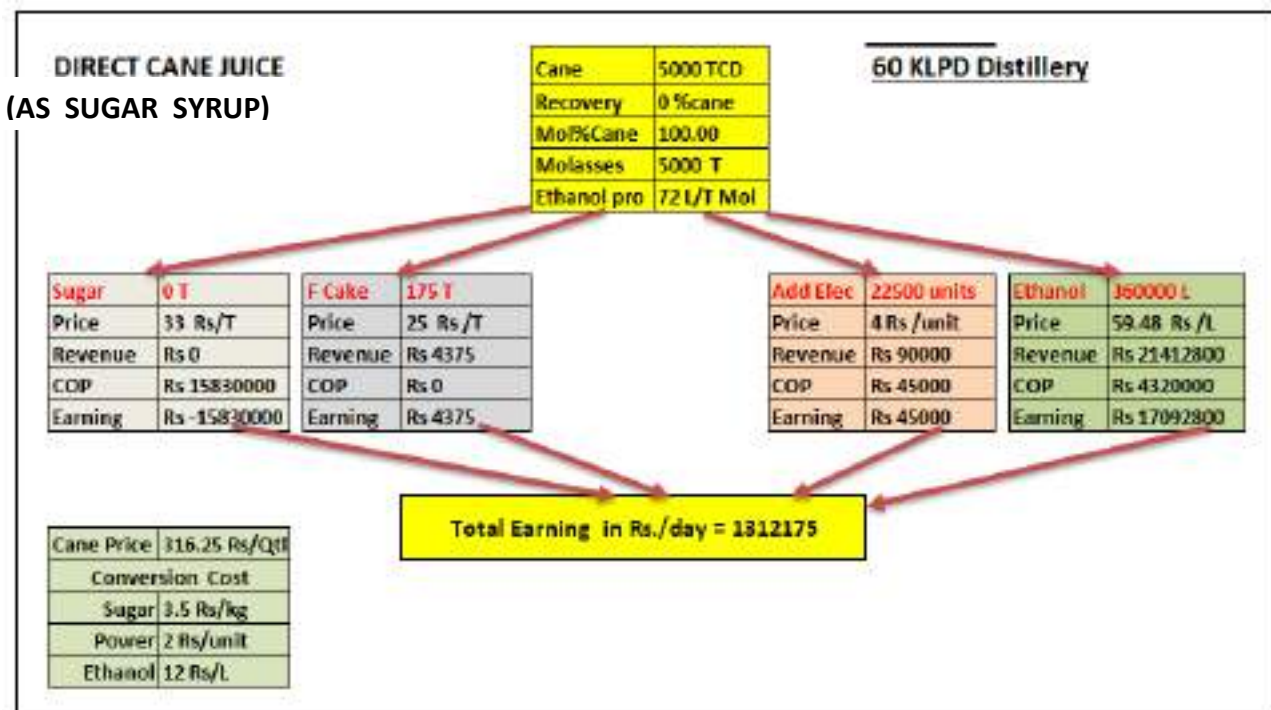 DIRECT CANE JUICE
(AS SUGAR SYRUP)
60 KLPD Distillery
Cane 5000 TCD
Recovery 0 %cane
Mol%Cane 100.00
Molasses 5000 T
Ethanol pro 72 L/T Mol
Sugar 0 T
Price 33 Rs/T
Revenue Rs 0
COP Rs 15830000
Earning Rs -15830000
F Cake 175 T
Price 25 Rs /T
Revenue Rs 4375
COP Rs 0
Earning Rs 4375
Add Elec 22500 units
Price 4 Rs /unit
Revenue Rs 90000
COP Rs 45000
Earning Rs 45000
Ethanol 360000 L
Price 59.48 Rs /L
Revenue Rs 21412800
COP Rs 4320000
Earning Rs 17092800
Total Earning in Rs./day = 1312175
Cane Price 316.25 Rs/Qtl
Conversion Cost
Sugar 3.5 Rs/kg
Power 2 Rs/unit
Ethanol 12 Rs/L